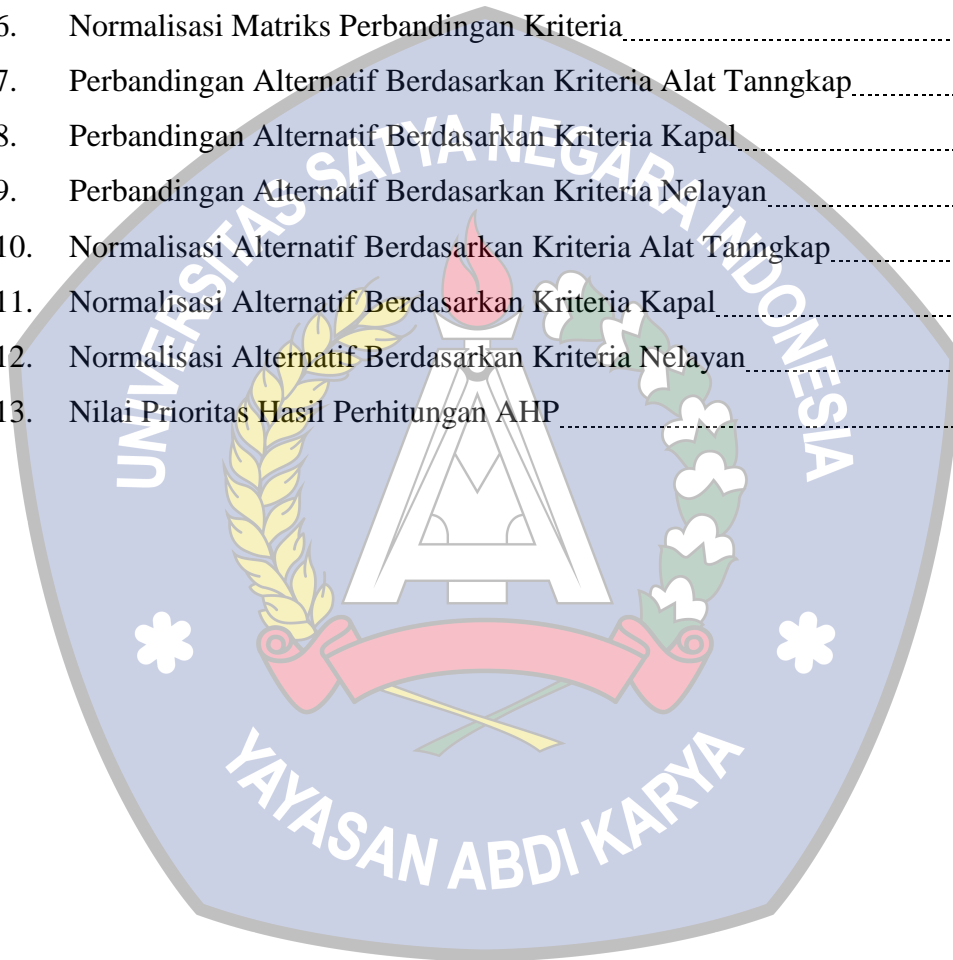 6. Normalisasi Matriks Perbandingan Kriteria
7. Perbandingan Alternatif Berdasarkan Kriteria Alat Tanngkap
8. Perbandingan Alternatif Berdasarkan Kriteria Kapal
9. Perbandingan Alternatif Berdasarkan Kriteria Nelayan
10. Normalisasi Alternatif Berdasarkan Kriteria Alat Tanngkap
11. Normalisasi Alternatif Berdasarkan Kriteria Kapal
12. Normalisasi Alternatif Berdasarkan Kriteria Nelayan
13. Nilai Prioritas Hasil Perhitungan AHP
UNIVERSITAS SATYA NEGARA INDONESIA
YAYASAN ABDI KARYA